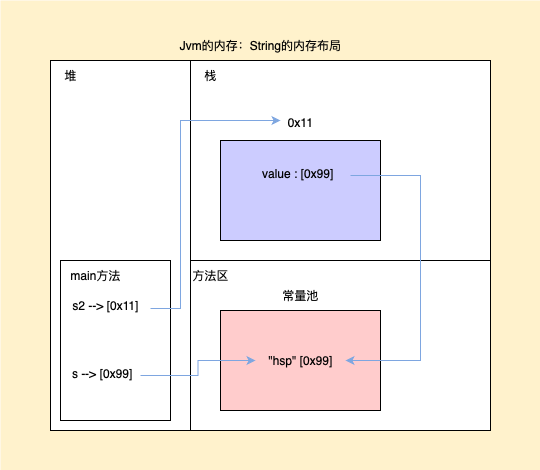 Jvm的内存：String的内存布局
堆
栈
0x11
value : [0x99]
main方法
s2 --> [0x11]
s --> [0x99]
方法区
常量池
"hsp" [0x99]